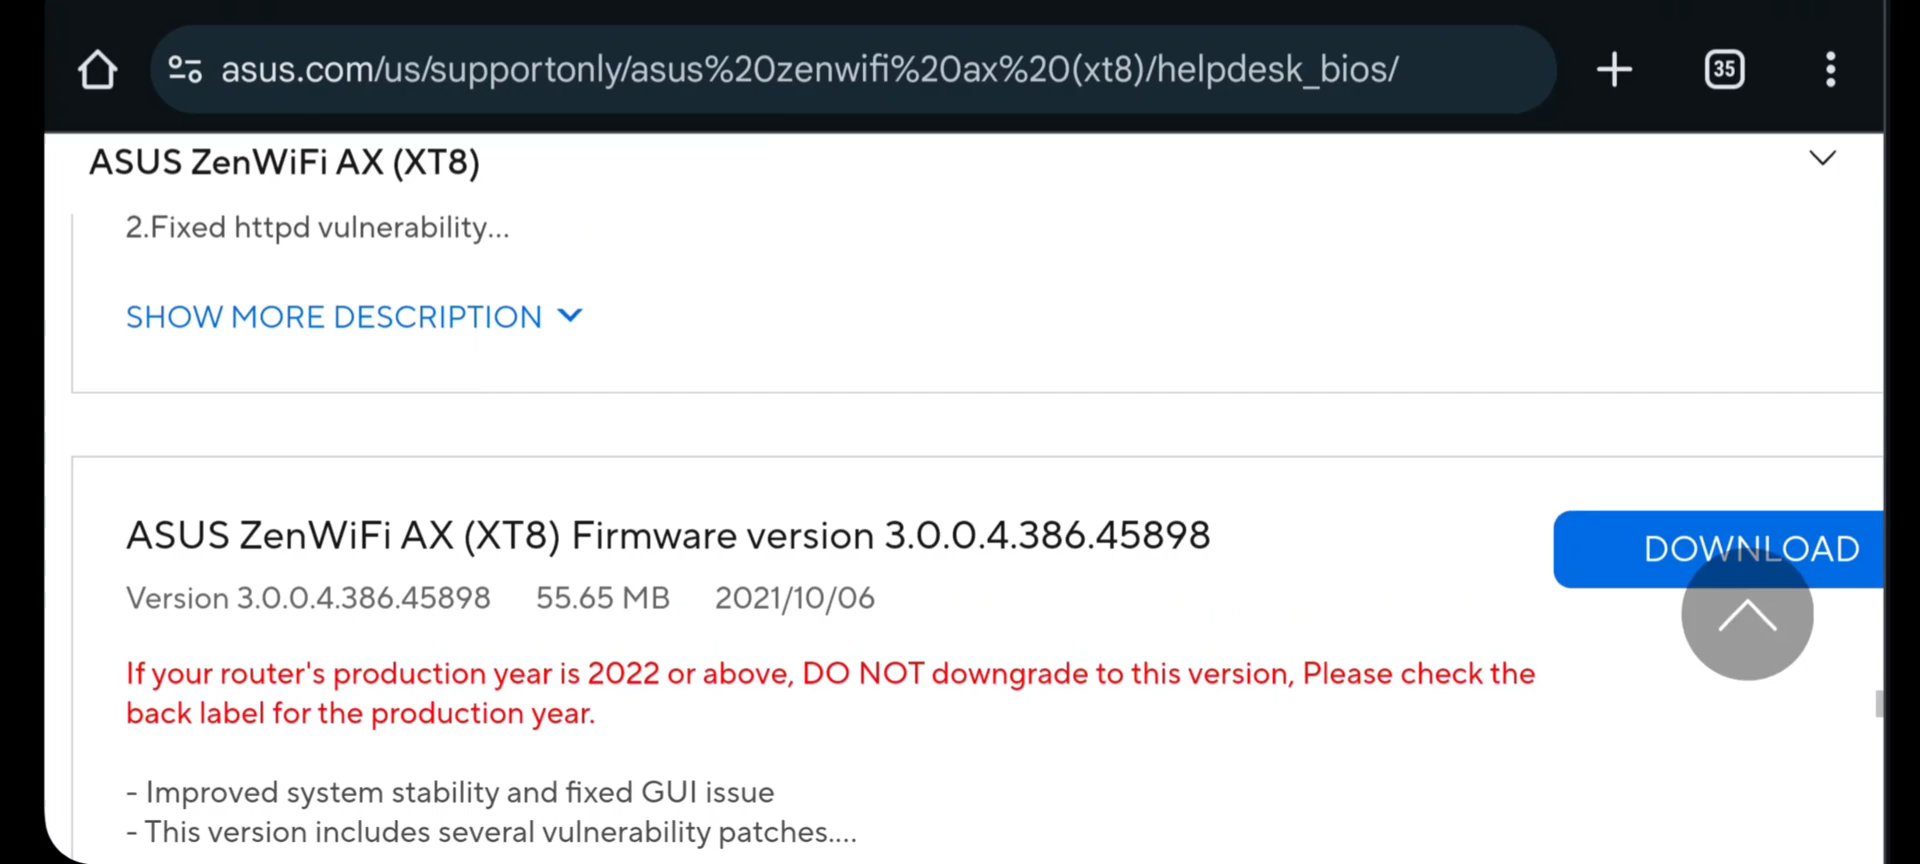 asus.com/us/supportonly/asus%20zenwifi%20ax%20(xt8)/helpdesk_bios/
35
ASUS ZenWiFi AX (XT8)
2.Fixed httpd vulnerability...
SHOW MORE DESCRIPTION
ASUS ZenWiFi AX (XT8) Firmware version 3.0.0.4.386.45898
DOWNLOAD
Version 3.0.0.4.386.45898 55.65 MB 2021/10/06
If your router's production year is 2022 or above, DO NOT downgrade to this version, Please check the
back label for the production year.
- Improved system stability and fixed GUI issue
- This version includes several vulnerability patches....